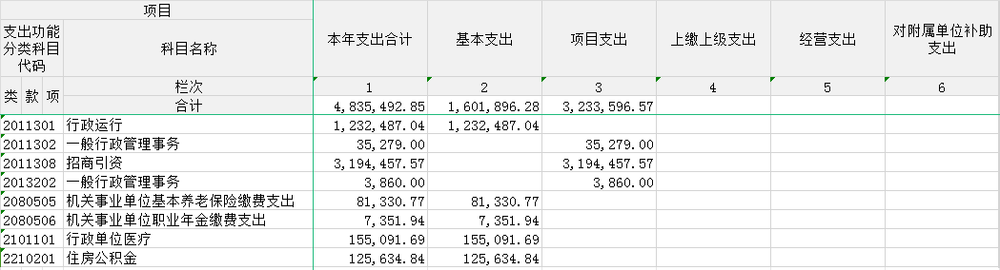 项目
支出功能
分类科目
代码
科目名称
本年支出合计
基本支出
项目支出
上缴上级支出
经营支出
对附属单位补助
支出
类 款 项 栏次 1 2 3 4 5 6
合计 4,835,492.85 1,601,896.28 3,233,596.57
2011301 行政运行 1,232,487.04 1,232,487.04
2011302 一般行政管理事务 35,279.00 35,279.00
2011308 招商引资 3,194,457.57 3,194,457.57
2013202 一般行政管理事务 3,860.00 3,860.00
2080505 机关事业单位基本养老保险缴费支出 81,330.77 81,330.77
2080506 机关事业单位职业年金缴费支出 7,351.94 7,351.94
2101101 行政单位医疗 155,091.69 155,091.69
2210201 住房公积金 125,634.84 125,634.84